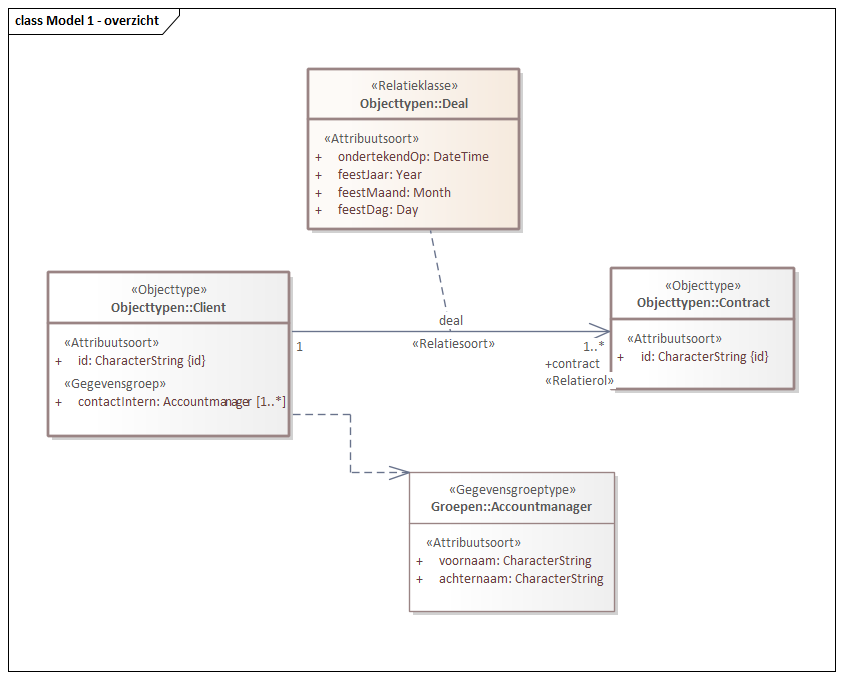 class Model 1 - overzicht
«Relatieklasse»
Objecttypen::Deal
«Attribuutsoort»
+ ondertekendOp: DateTime
+ feestJaar: Year
+ feestMaand: Month
+ feestDag: Day
«Objecttype»
Objecttypen::Client
«Attribuutsoort»
+ id: CharacterString {id}
«Gegevensgroep»
+ contactIntern: Accountmanager [1..*]
deal
«Relatiesoort»
1
1..*
+contract
«Relatierol»
«Objecttype»
Objecttypen::Contract
«Attribuutsoort»
+ id: CharacterString {id}
«Gegevensgroeptype»
Groepen::Accountmanager
«Attribuutsoort»
+ voornaam: CharacterString
+ achternaam: CharacterString